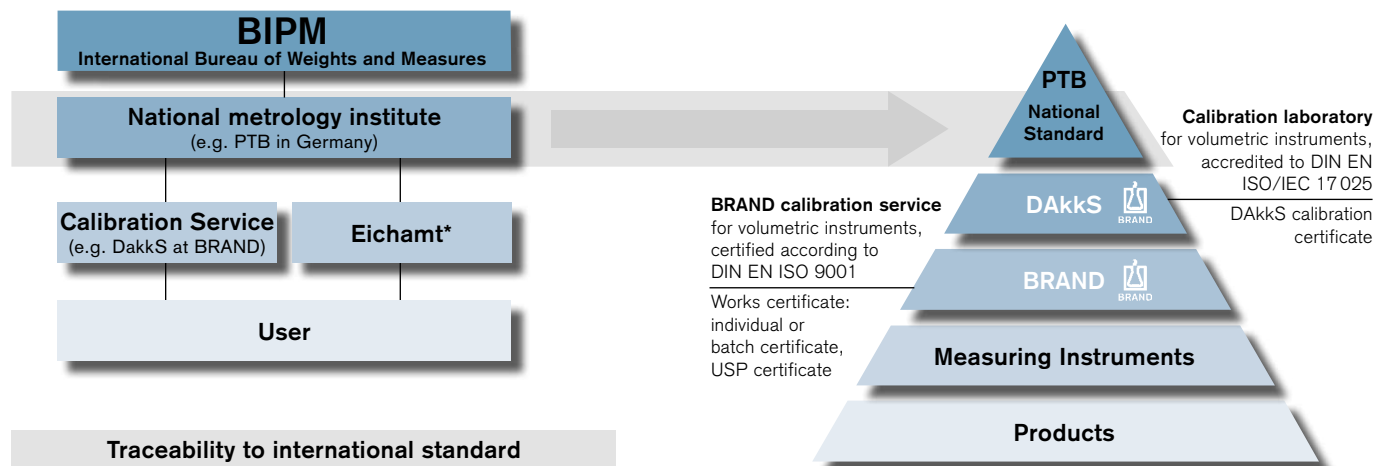 BIPM
International Bureau of Weights and Measures
National metrology institute
(e.g. PTB in Germany)
Calibration Service
(e.g. DakkS at BRAND)
Eichamt*
User
Traceability to international standard
PTB
National
Standard
Calibration laboratory
for volumetric instruments,
accredited to DIN EN
ISO/IEC 17 025
DAkkS calibration
certificate
DAkkS
BRAND
BRAND calibration service
for volumetric instruments,
certified according to
DIN EN ISO 9001
Works certificate:
individual or
batch certificate,
USP certificate
BRAND
BRAND
Measuring Instruments
Products